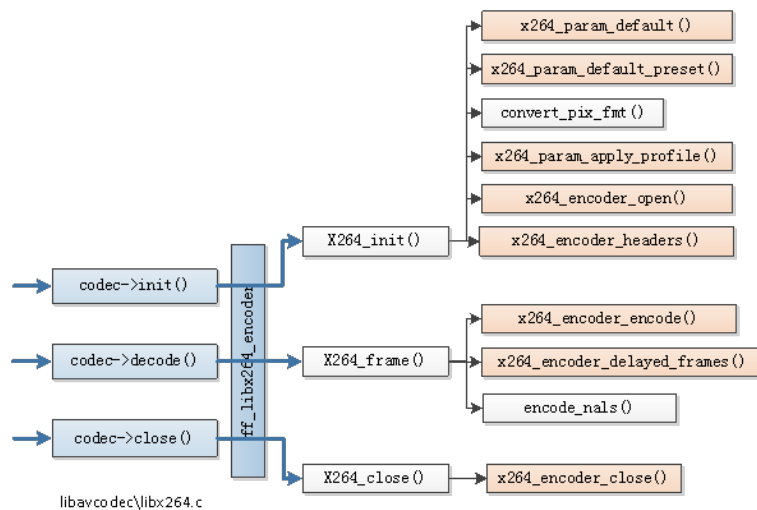 x264_param_default()
x264_param_default_preset()
convert_pix_fmt()
x264_param_apply_profile()
x264_encoder_open()
X264_init()
x264_encoder_headers()
codec->init()
ff_libx264_encoder
x264_encoder_encode()
codec->decode()
X264_frame()
x264_encoder_delayed_frames()
encode_nals()
codec->close()
X264_close()
x264_encoder_close()
libavcodec\libx264.c